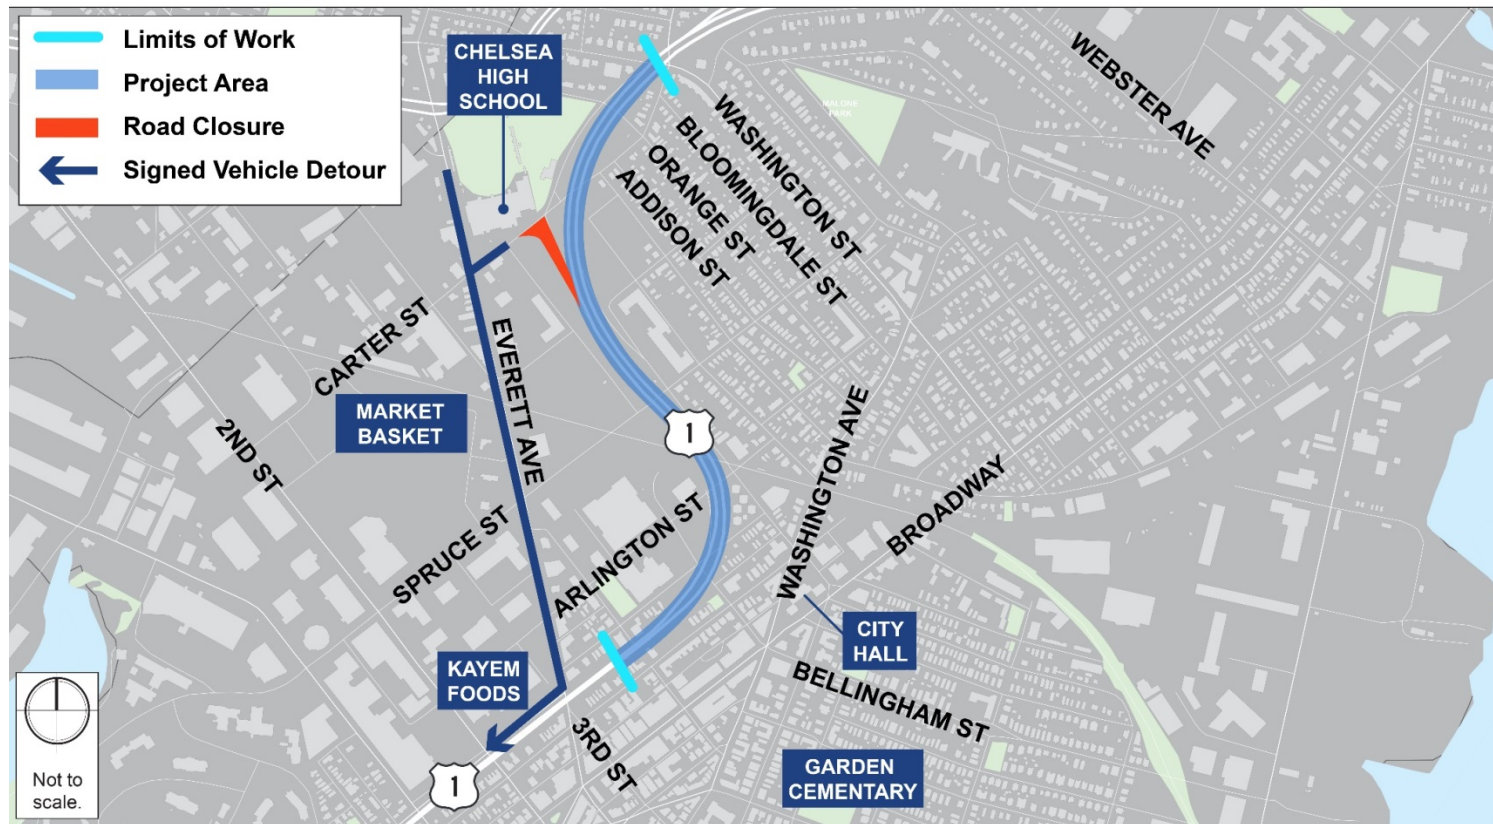 Limits of Work
Project Area
Road Closure
Signed Vehicle Detour
CHELSEA
HIGH
SCHOOL
WEBSTER AVE
MALONE
PARK
WASHINGTON ST
BLOOMINGDALE ST
ORANGE ST
ADDISON ST
CARTER ST
EVERETT AVE
MARKET
BASKET
2ND ST
1
WASHINGTON AVE
BROADWAY
SPRUCE ST
ARLINGTON ST
CITY
HALL
KAYEM
FOODS
BELLINGHAM ST
3RD ST
GARDEN
CEMENTARY
1
Not to
scale.